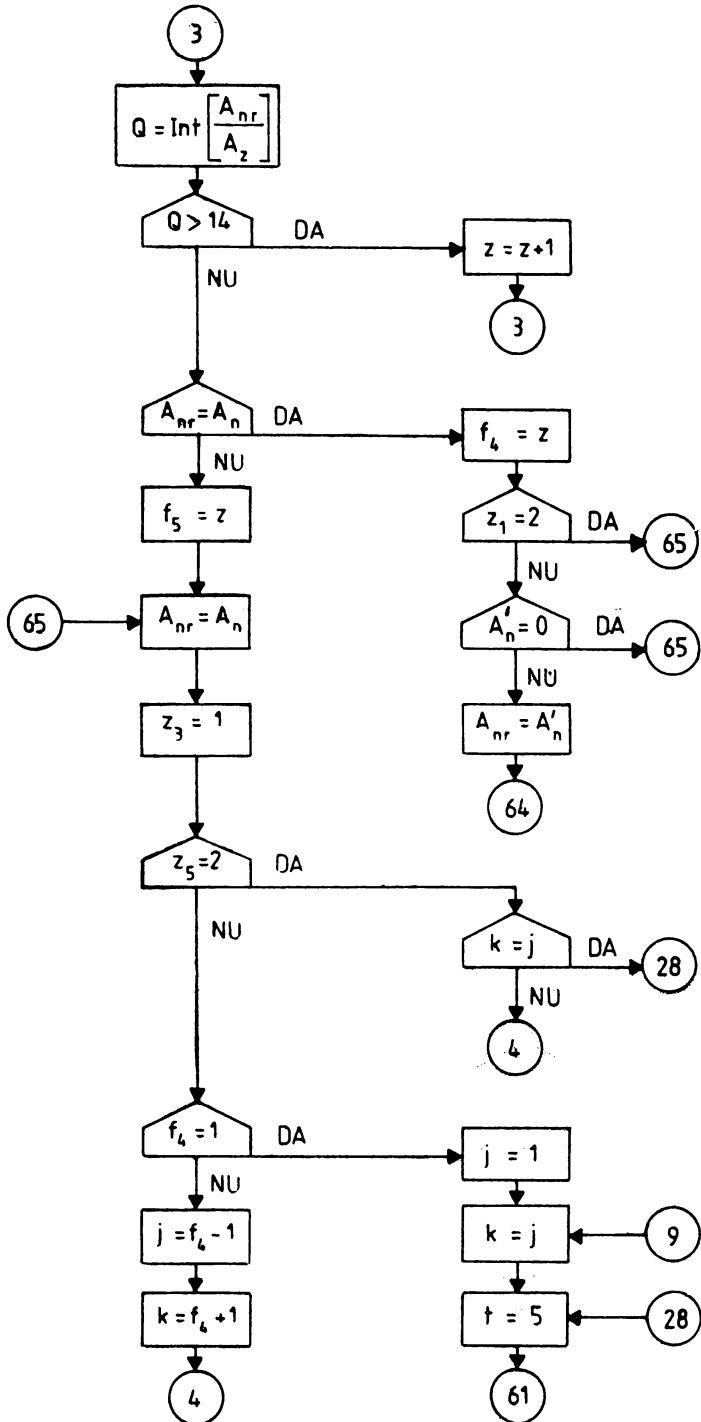 3
Q = Int [A_nr / A_z]
Q > 14
DA
z = z+1
NU
3
A_nr = A_n
DA
f_4 = z
NU
f_5 = z
z_1 = 2
DA
65
NU
65
A_nr = A_n
A'_n = 0
DA
65
NU
z_3 = 1
A_nr = A'_n
64
z_5 = 2
DA
NU
k = j
DA
28
NU
4
f_4 = 1
DA
j = 1
NU
j = f_4 - 1
k = j
9
k = f_4 + 1
t = 5
28
4
61